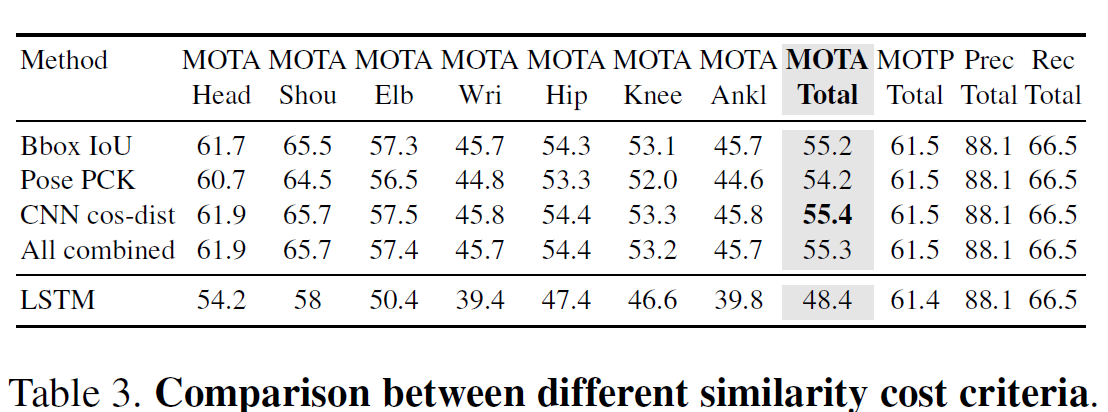 Method MOTA MOTA MOTA MOTA MOTA MOTA MOTA MOTA MOTP Prec Rec
Head Shou Elb Wri Hip Knee Ankl Total Total Total Total
Bbox IoU 61.7 65.5 57.3 45.7 54.3 53.1 45.7 55.2 61.5 88.1 66.5
Pose PCK 60.7 64.5 56.5 44.8 53.3 52.0 44.6 54.2 61.5 88.1 66.5
CNN cos-dist 61.9 65.7 57.5 45.8 54.4 53.3 45.8 55.4 61.5 88.1 66.5
All combined 61.9 65.7 57.4 45.7 54.4 53.2 45.7 55.3 61.5 88.1 66.5
LSTM 54.2 58 50.4 39.4 47.4 46.6 39.8 48.4 61.4 88.1 66.5
Table 3. Comparison between different similarity cost criteria.